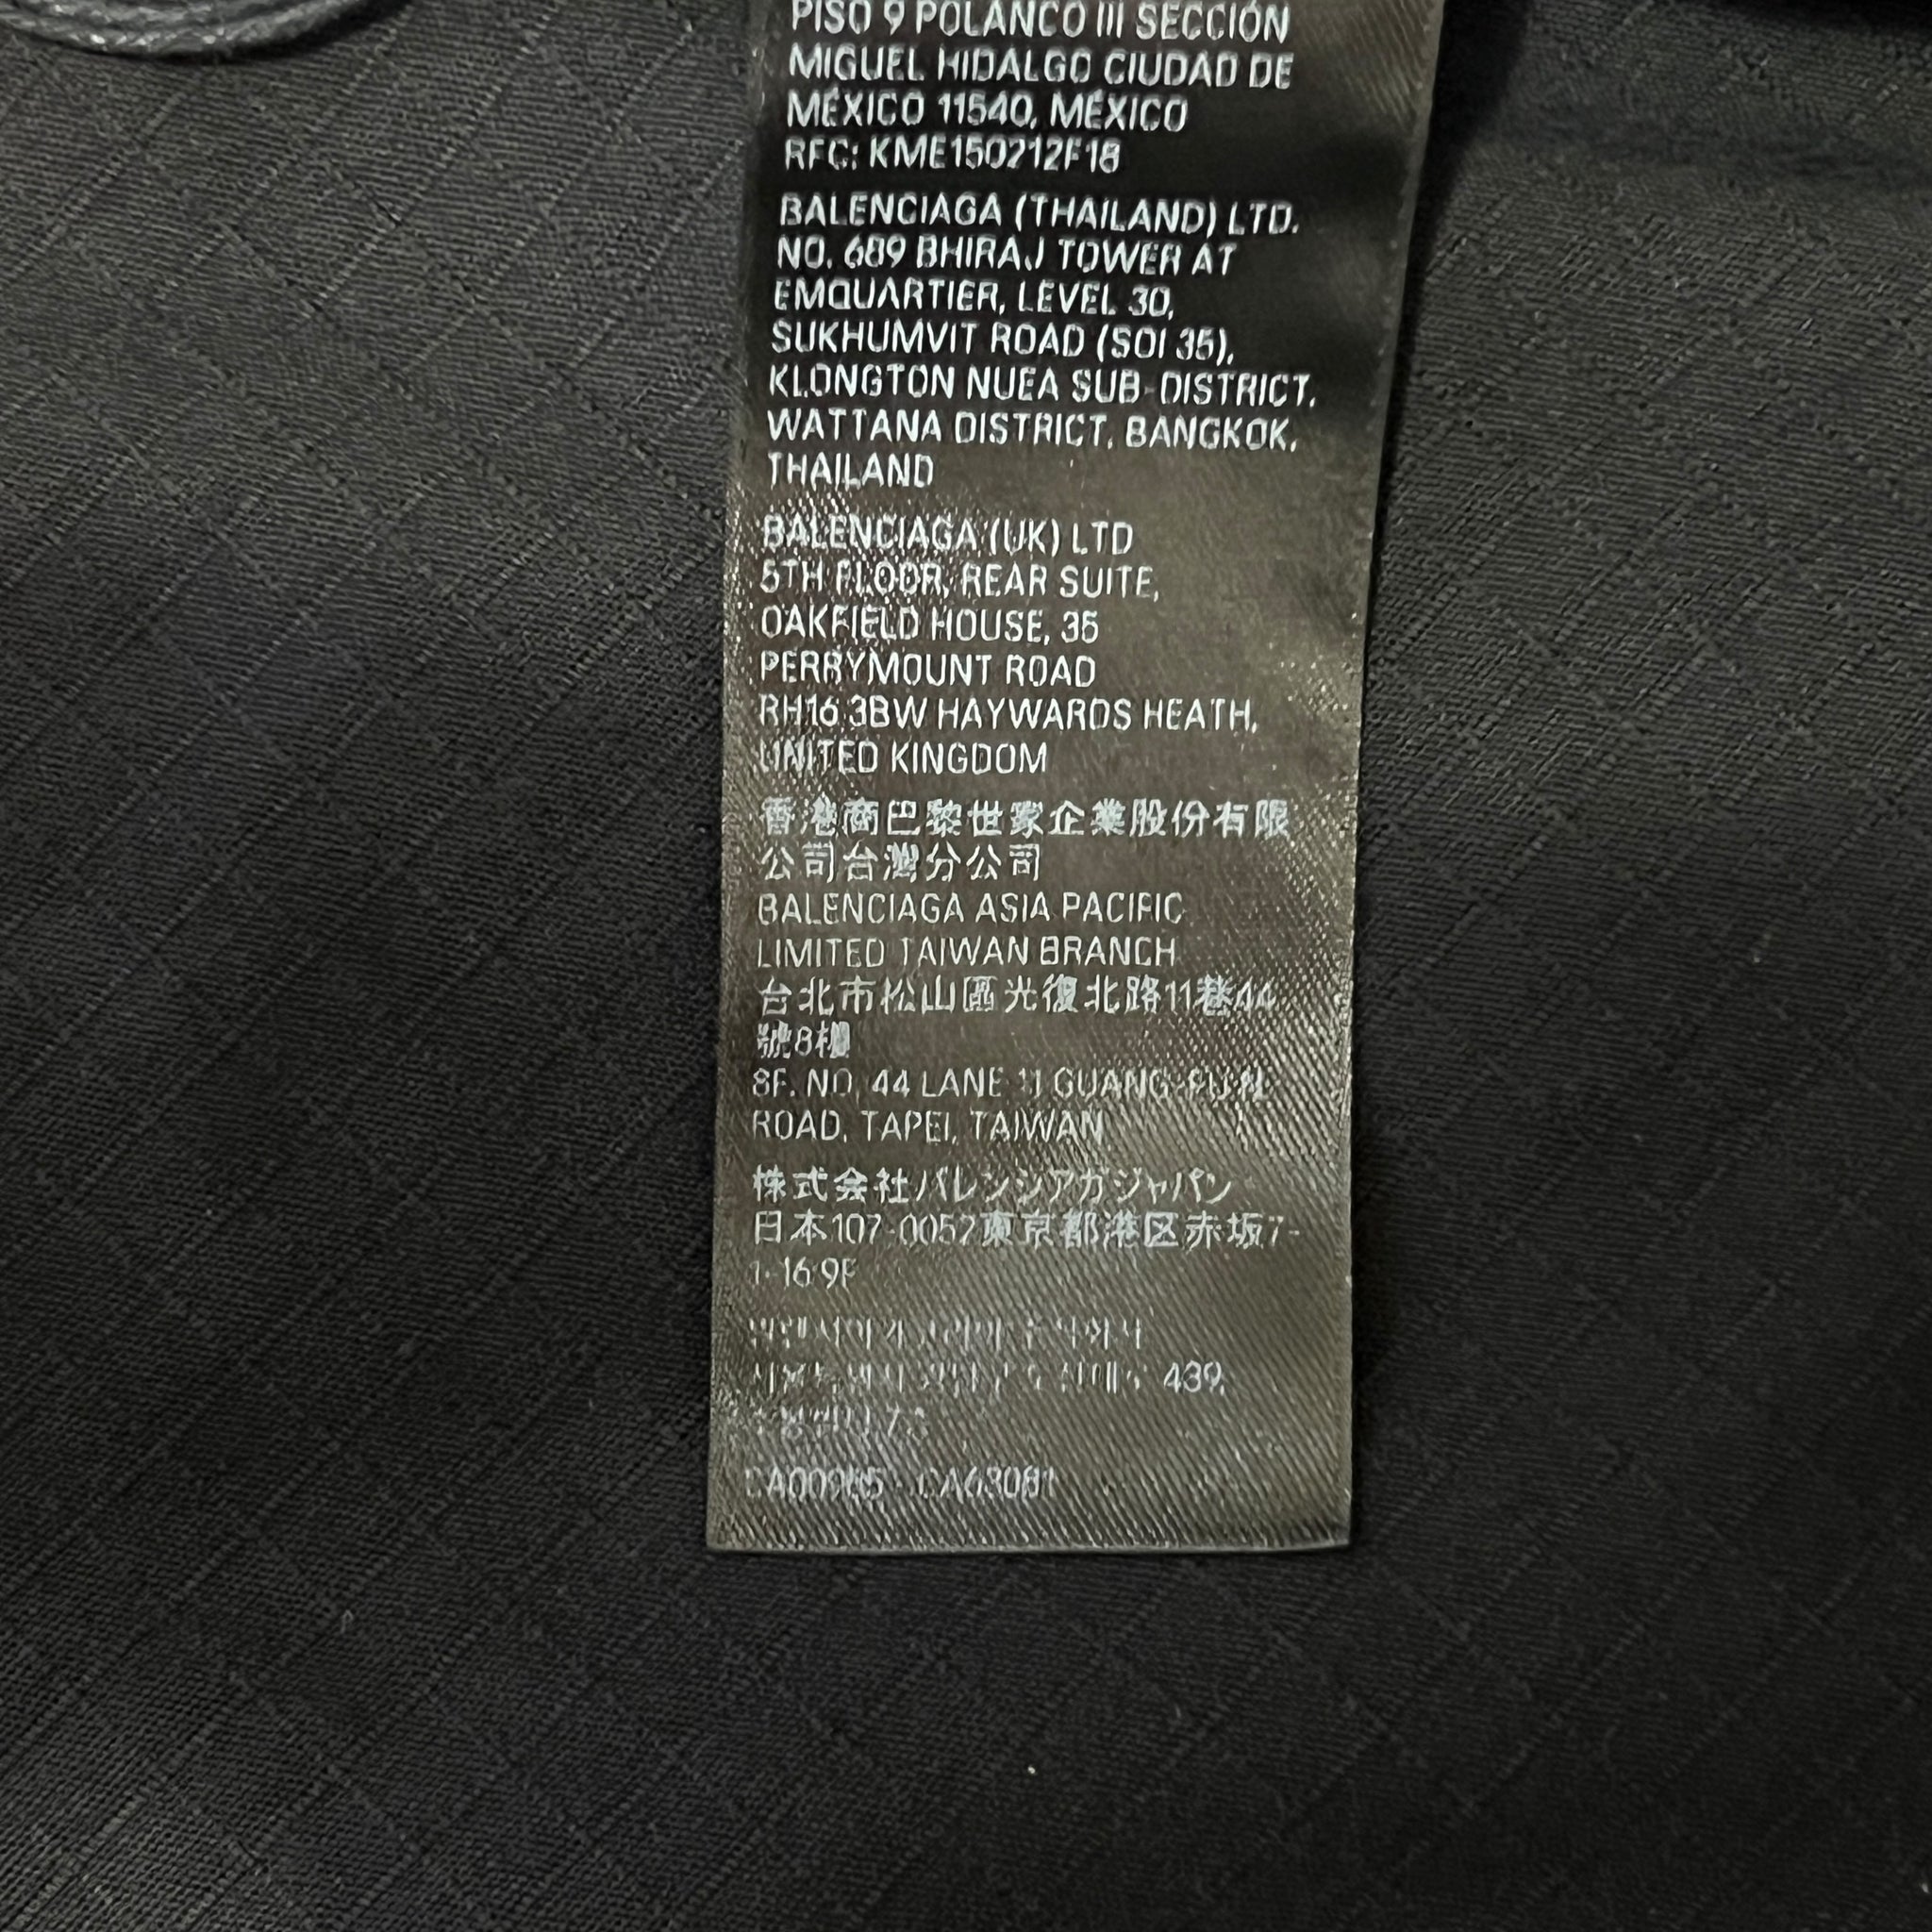 PISO 9 POLANCO III SECCIÓN
MIGUEL HIDALGO CIUDAD DE
MÉXICO 11540, MÉXICO
RFC: KME150212F18
BALENCIAGA (THAILAND) LTD.
NO. 689 BHIRAJ TOWER AT
EMQUARTIER, LEVEL 30,
SUKHUMVIT ROAD (SOI 35),
KLONGTON NUEA SUB-DISTRICT,
WATTANA DISTRICT, BANGKOK,
THAILAND
BALENCIAGA (UK) LTD
5TH FLOOR, REAR SUITE,
OAKFIELD HOUSE, 35
PERRYMOUNT ROAD
RH16 3BW HAYWARDS HEATH,
UNITED KINGDOM
香港商巴黎世家企業股份有限
公司台灣分公司
BALENCIAGA ASIA PACIFIC
LIMITED TAIWAN BRANCH
台北市松山區光復北路11巷44
號8樓
8F. NO. 44 LANE 11 GUANG-FU N.
ROAD, TAPEI, TAIWAN
株式会社バレンシアガジャパン
日本107-0052東京都港区赤坂7-
1-16 9F
439,